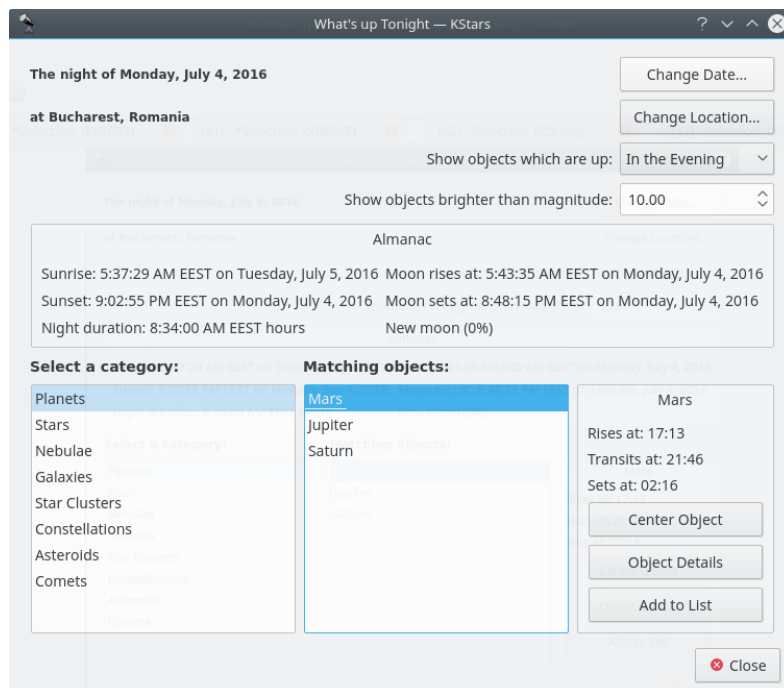 What's up Tonight — KStars
The night of Monday, July 4, 2016
Change Date...
at Bucharest, Romania
Change Location...
Show objects which are up: In the Evening
Show objects brighter than magnitude: 10.00
Almanac
Sunrise: 5:37:29 AM EEST on Tuesday, July 5, 2016 Moon rises at: 5:43:35 AM EEST on Monday, July 4, 2016
Sunset: 9:02:55 PM EEST on Monday, July 4, 2016 Moon sets at: 8:48:15 PM EEST on Monday, July 4, 2016
Night duration: 8:34:00 AM EEST hours New moon (0%)
Select a category: Matching objects:
Planets
Stars
Nebulae
Galaxies
Star Clusters
Constellations
Asteroids
Comets
Mars
Jupiter
Saturn
Mars
Rises at: 17:13
Transits at: 21:46
Sets at: 02:16
Center Object
Object Details
Add to List
Close